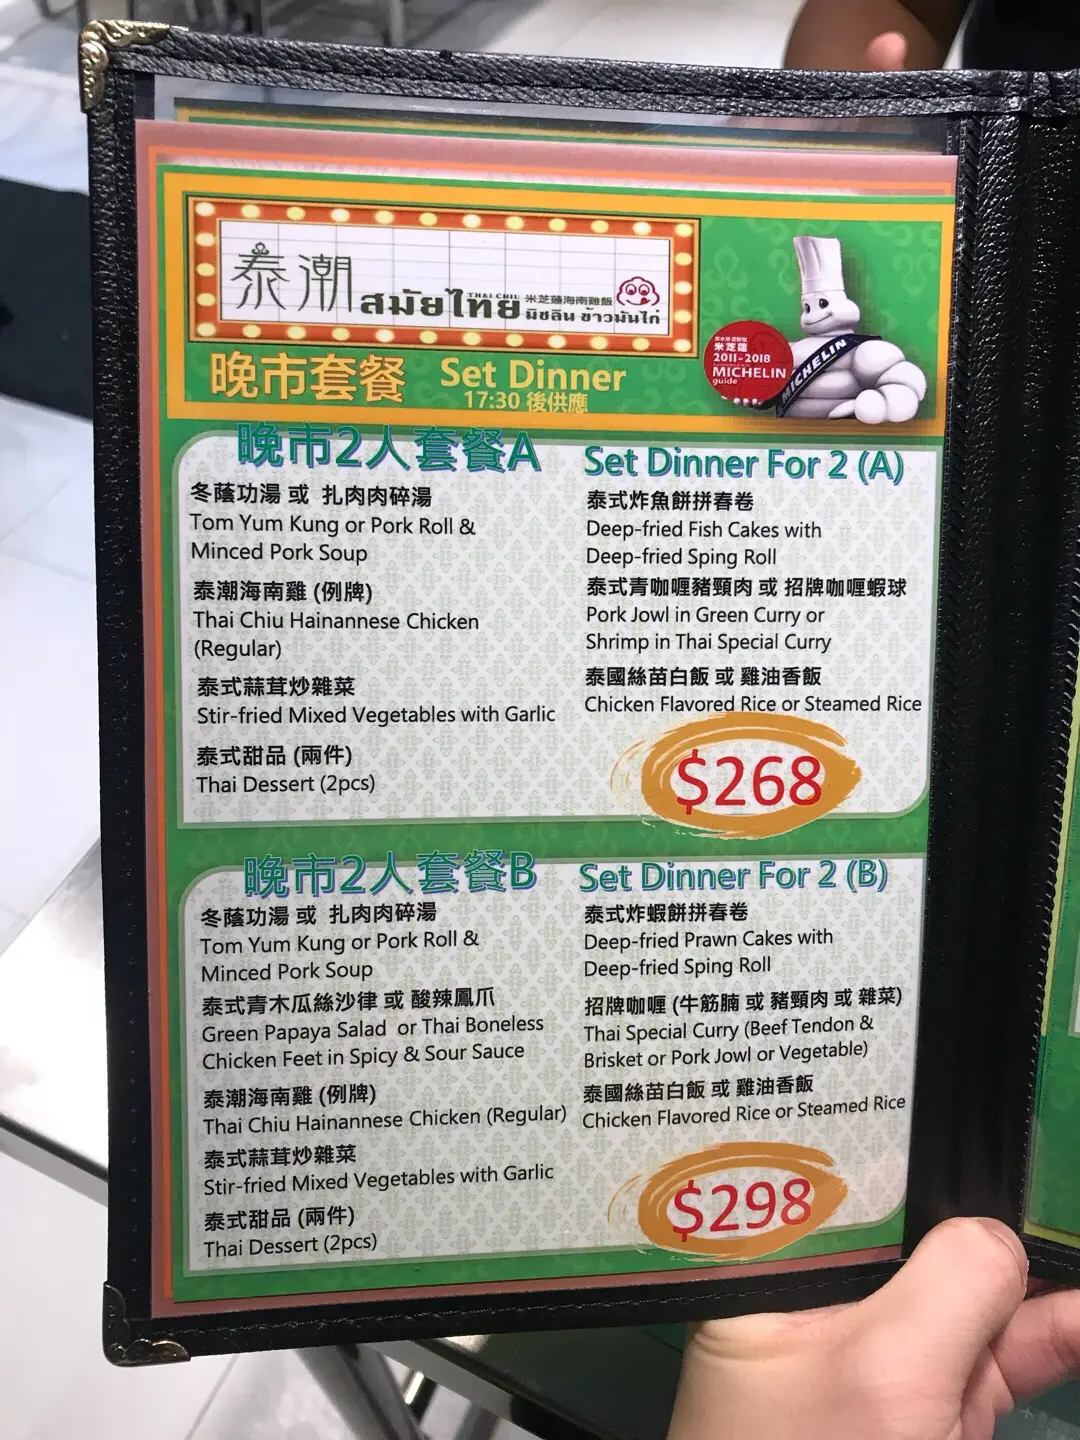 泰潮
สมัยไทย
THAI CHIU
米芝蓮海南雞飯
มิชลิน ข้าวมันไก่
米芝蓮
2011-2018
MICHELIN
guide
MICHELIN
晚市套餐 Set Dinner
17:30 後供應
晚市2人套餐A Set Dinner For 2 (A)
冬蔭功湯 或 扎肉肉碎湯
Tom Yum Kung or Pork Roll &
Minced Pork Soup
泰潮海南雞 (例牌)
Thai Chiu Hainannese Chicken
(Regular)
泰式蒜茸炒雜菜
Stir-fried Mixed Vegetables with Garlic
泰式甜品 (兩件)
Thai Dessert (2pcs)
泰式炸魚餅拼春卷
Deep-fried Fish Cakes with
Deep-fried Sping Roll
泰式青咖喱豬頸肉 或 招牌咖喱蝦球
Pork Jowl in Green Curry or
Shrimp in Thai Special Curry
泰國絲苗白飯 或 雞油香飯
Chicken Flavored Rice or Steamed Rice
$268
晚市2人套餐B Set Dinner For 2 (B)
冬蔭功湯 或 扎肉肉碎湯
Tom Yum Kung or Pork Roll &
Minced Pork Soup
泰式青木瓜絲沙律 或 酸辣鳳爪
Green Papaya Salad or Thai Boneless
Chicken Feet in Spicy & Sour Sauce
泰潮海南雞 (例牌)
Thai Chiu Hainannese Chicken (Regular)
泰式蒜茸炒雜菜
Stir-fried Mixed Vegetables with Garlic
泰式甜品 (兩件)
Thai Dessert (2pcs)
泰式炸蝦餅拼春卷
Deep-fried Prawn Cakes with
Deep-fried Sping Roll
招牌咖喱 (牛筋腩 或 豬頸肉 或 雜菜)
Thai Special Curry (Beef Tendon &
Brisket or Pork Jowl or Vegetable)
泰國絲苗白飯 或 雞油香飯
Chicken Flavored Rice or Steamed Rice
$298